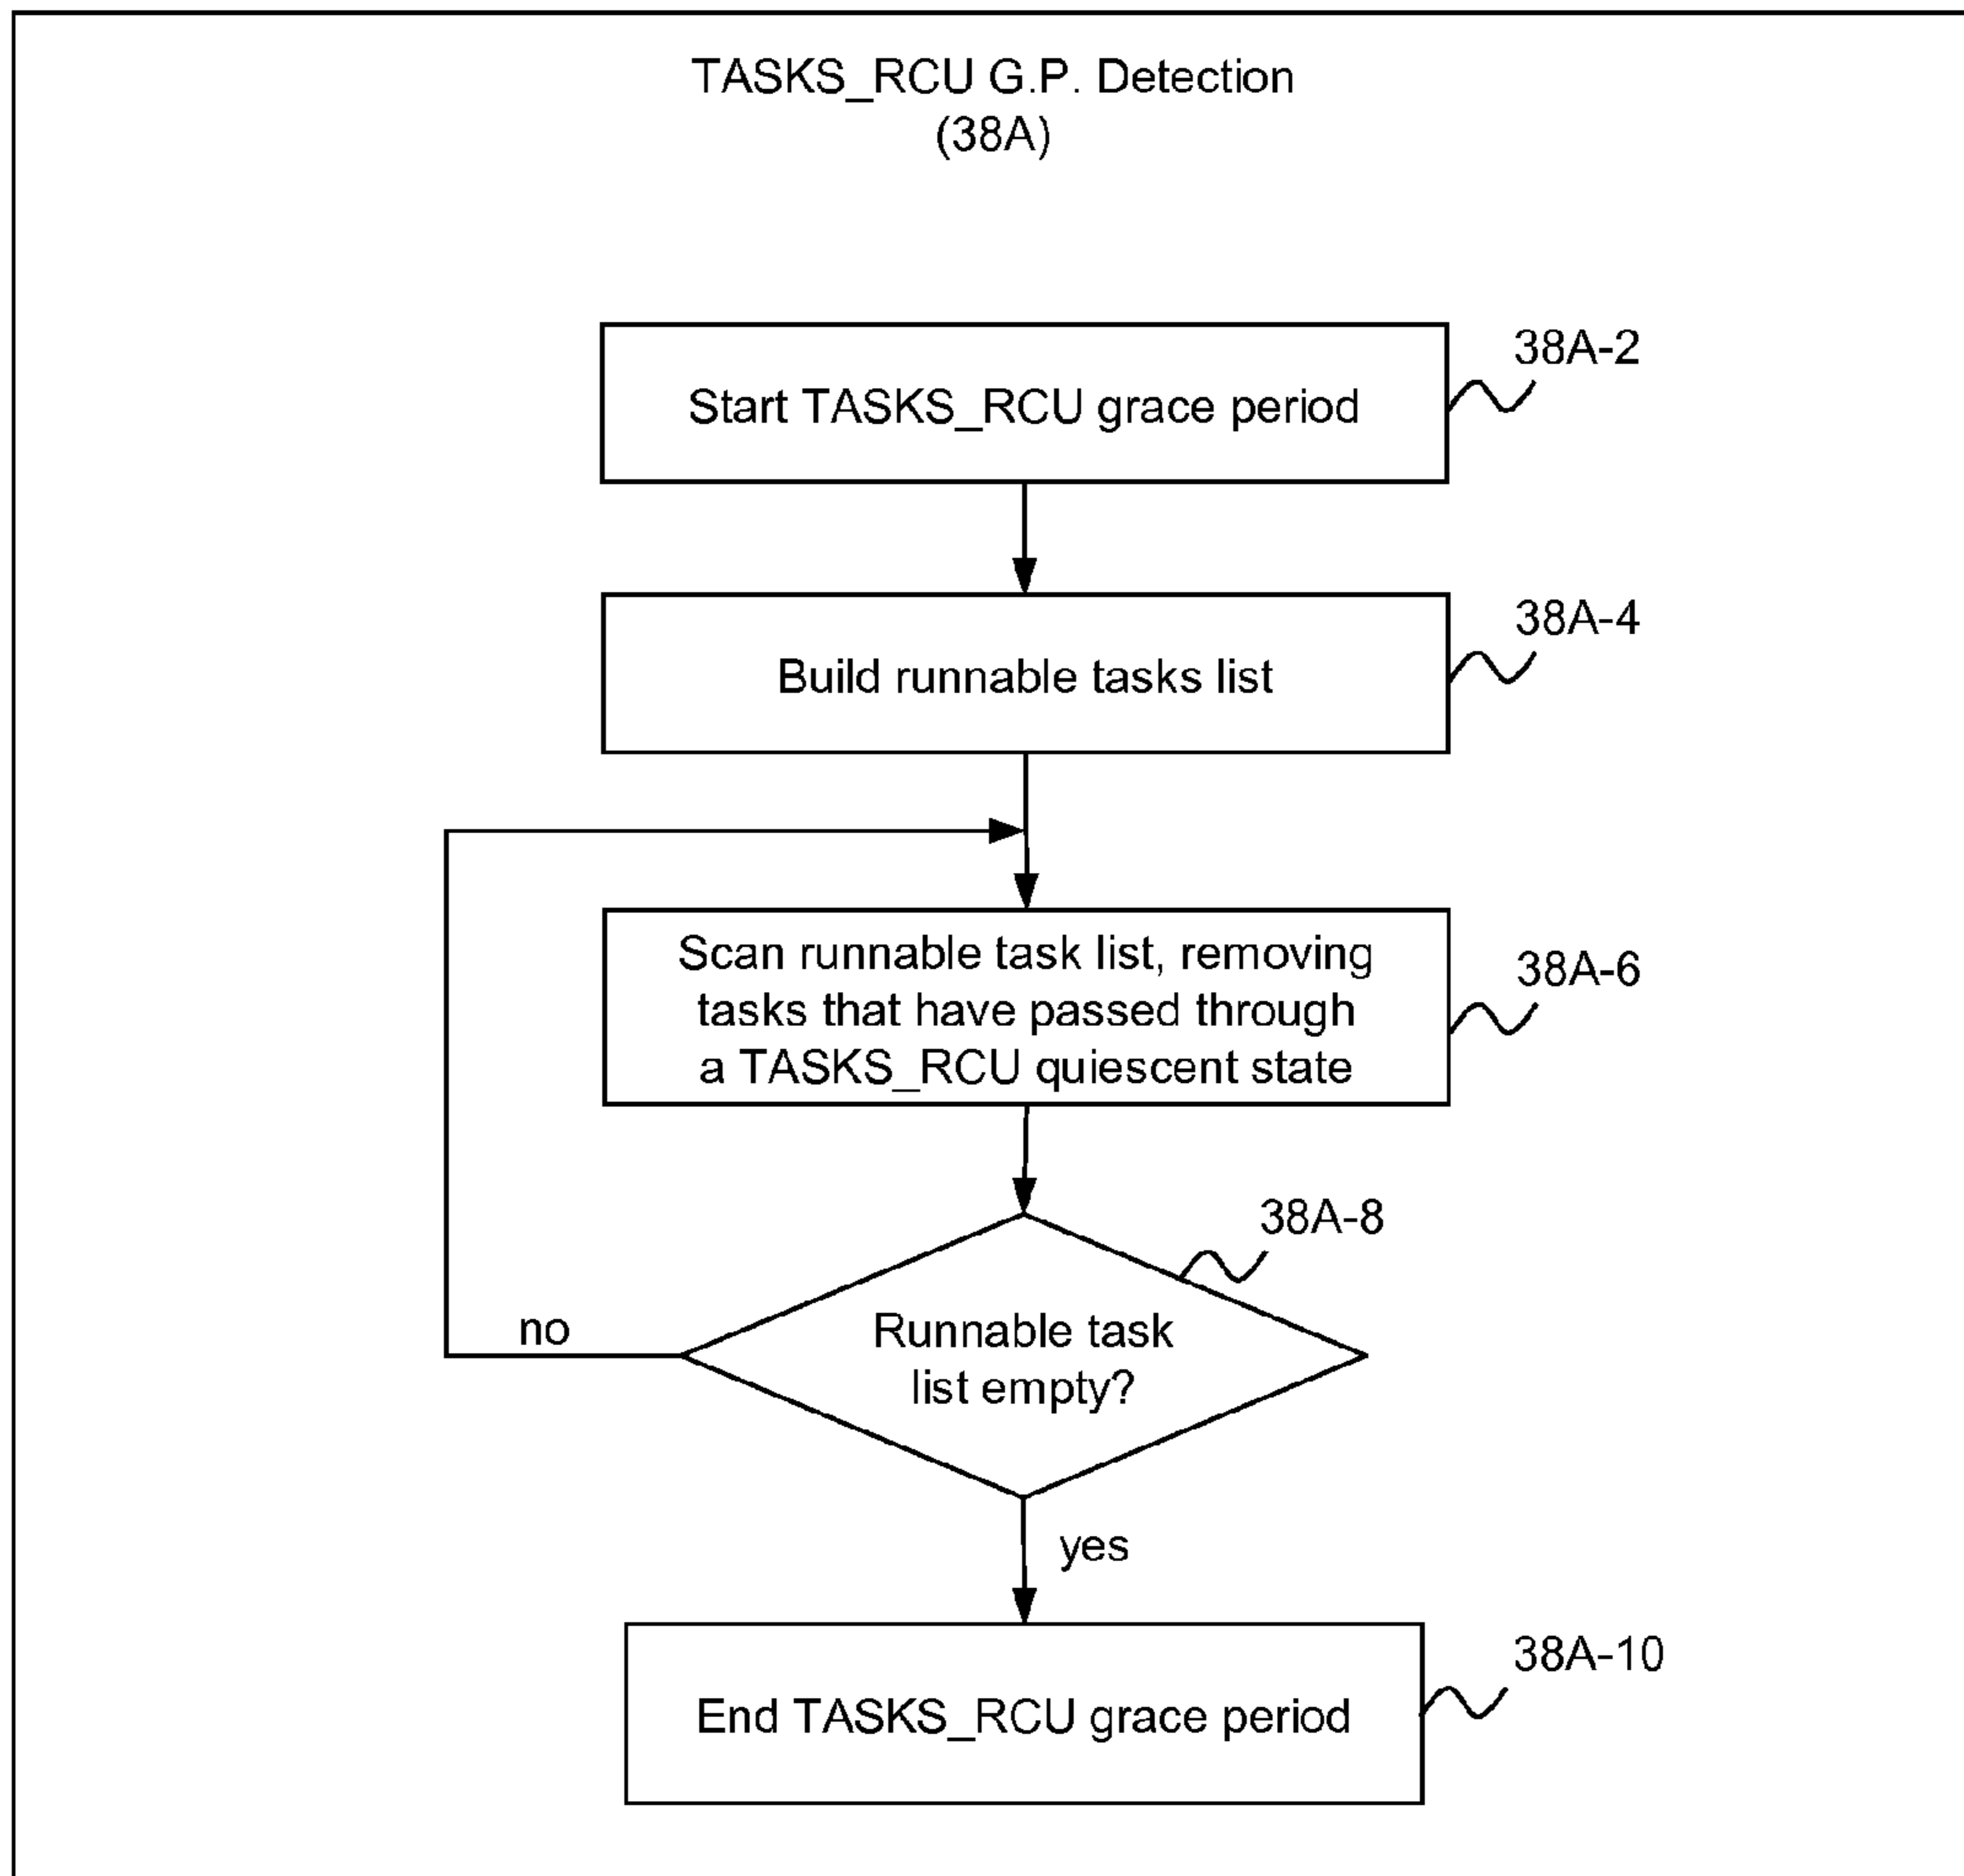 TASKS_RCU G.P. Detection
(38A)
38A-2
Start TASKS_RCU grace period
38A-4
Build runnable tasks list
Scan runnable task list, removing
tasks that have passed through
a TASKS_RCU quiescent state
38A-6
38A-8
Runnable task
list empty?
no
yes
38A-10
End TASKS_RCU grace period